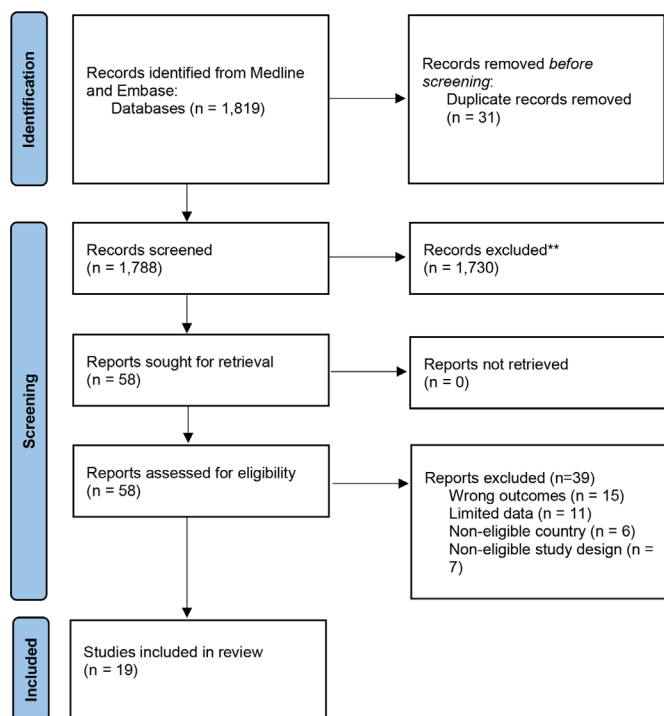 Identification
Records identified from Medline
and Embase:
Databases (n = 1,819)
Records removed before
screening:
Duplicate records removed
(n = 31)
Screening
Records screened
(n = 1,788)
Records excluded**
(n = 1,730)
Reports sought for retrieval
(n = 58)
Reports not retrieved
(n = 0)
Reports assessed for eligibility
(n = 58)
Reports excluded (n=39)
Wrong outcomes (n = 15)
Limited data (n = 11)
Non-eligible country (n = 6)
Non-eligible study design (n =
7)
Included
Studies included in review
(n = 19)